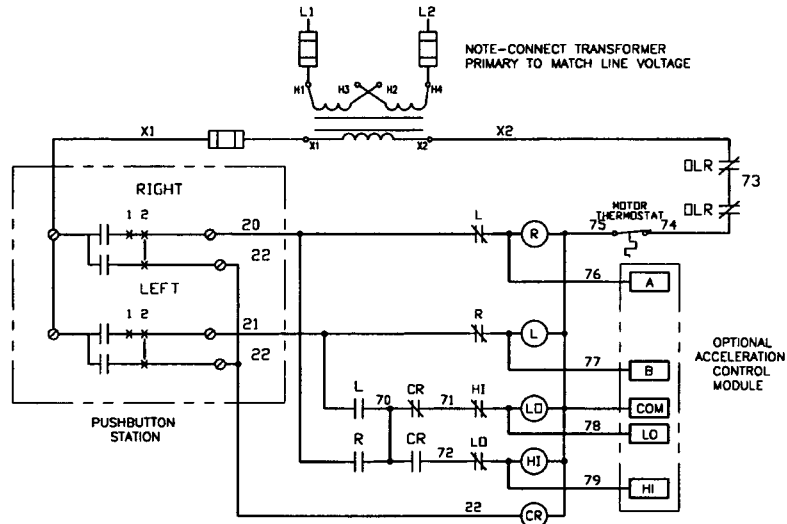 L1 L2
NOTE-CONNECT TRANSFORMER
PRIMARY TO MATCH LINE VOLTAGE
H1 H3 H2 H4
X1 X1 X2 X2
OLR
73
OLR
RIGHT
MOTOR
THERMOSTAT
1 2 20 L R 75 74
22
76 A
LEFT
1 2 21 R L
22
77 B
OPTIONAL
ACCELERATION
CONTROL
MODULE
L 70 CR 71 HI LO COM
78 LO
PUSHBUTTON
STATION
R CR 72 LO HI
79 HI
22 CR